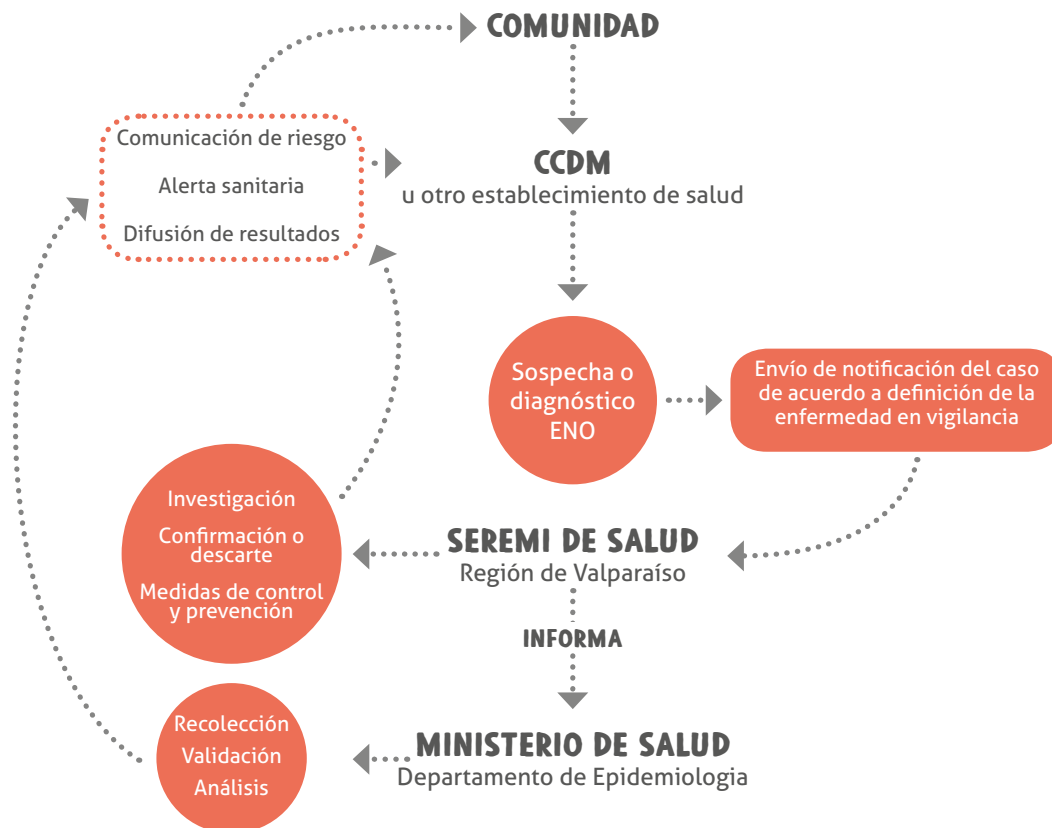 COMUNIDAD
Comunicación de riesgo
Alerta sanitaria
Difusión de resultados
CCDM
u otro establecimiento de salud
Sospecha o
diagnóstico
ENO
Envío de notificación del caso
de acuerdo a definición de la
enfermedad en vigilancia
Investigación
Confirmación o
descarte
Medidas de control
y prevención
SEREMI DE SALUD
Región de Valparaíso
INFORMA
Recolección
Validación
Análisis
MINISTERIO DE SALUD
Departamento de Epidemiologia